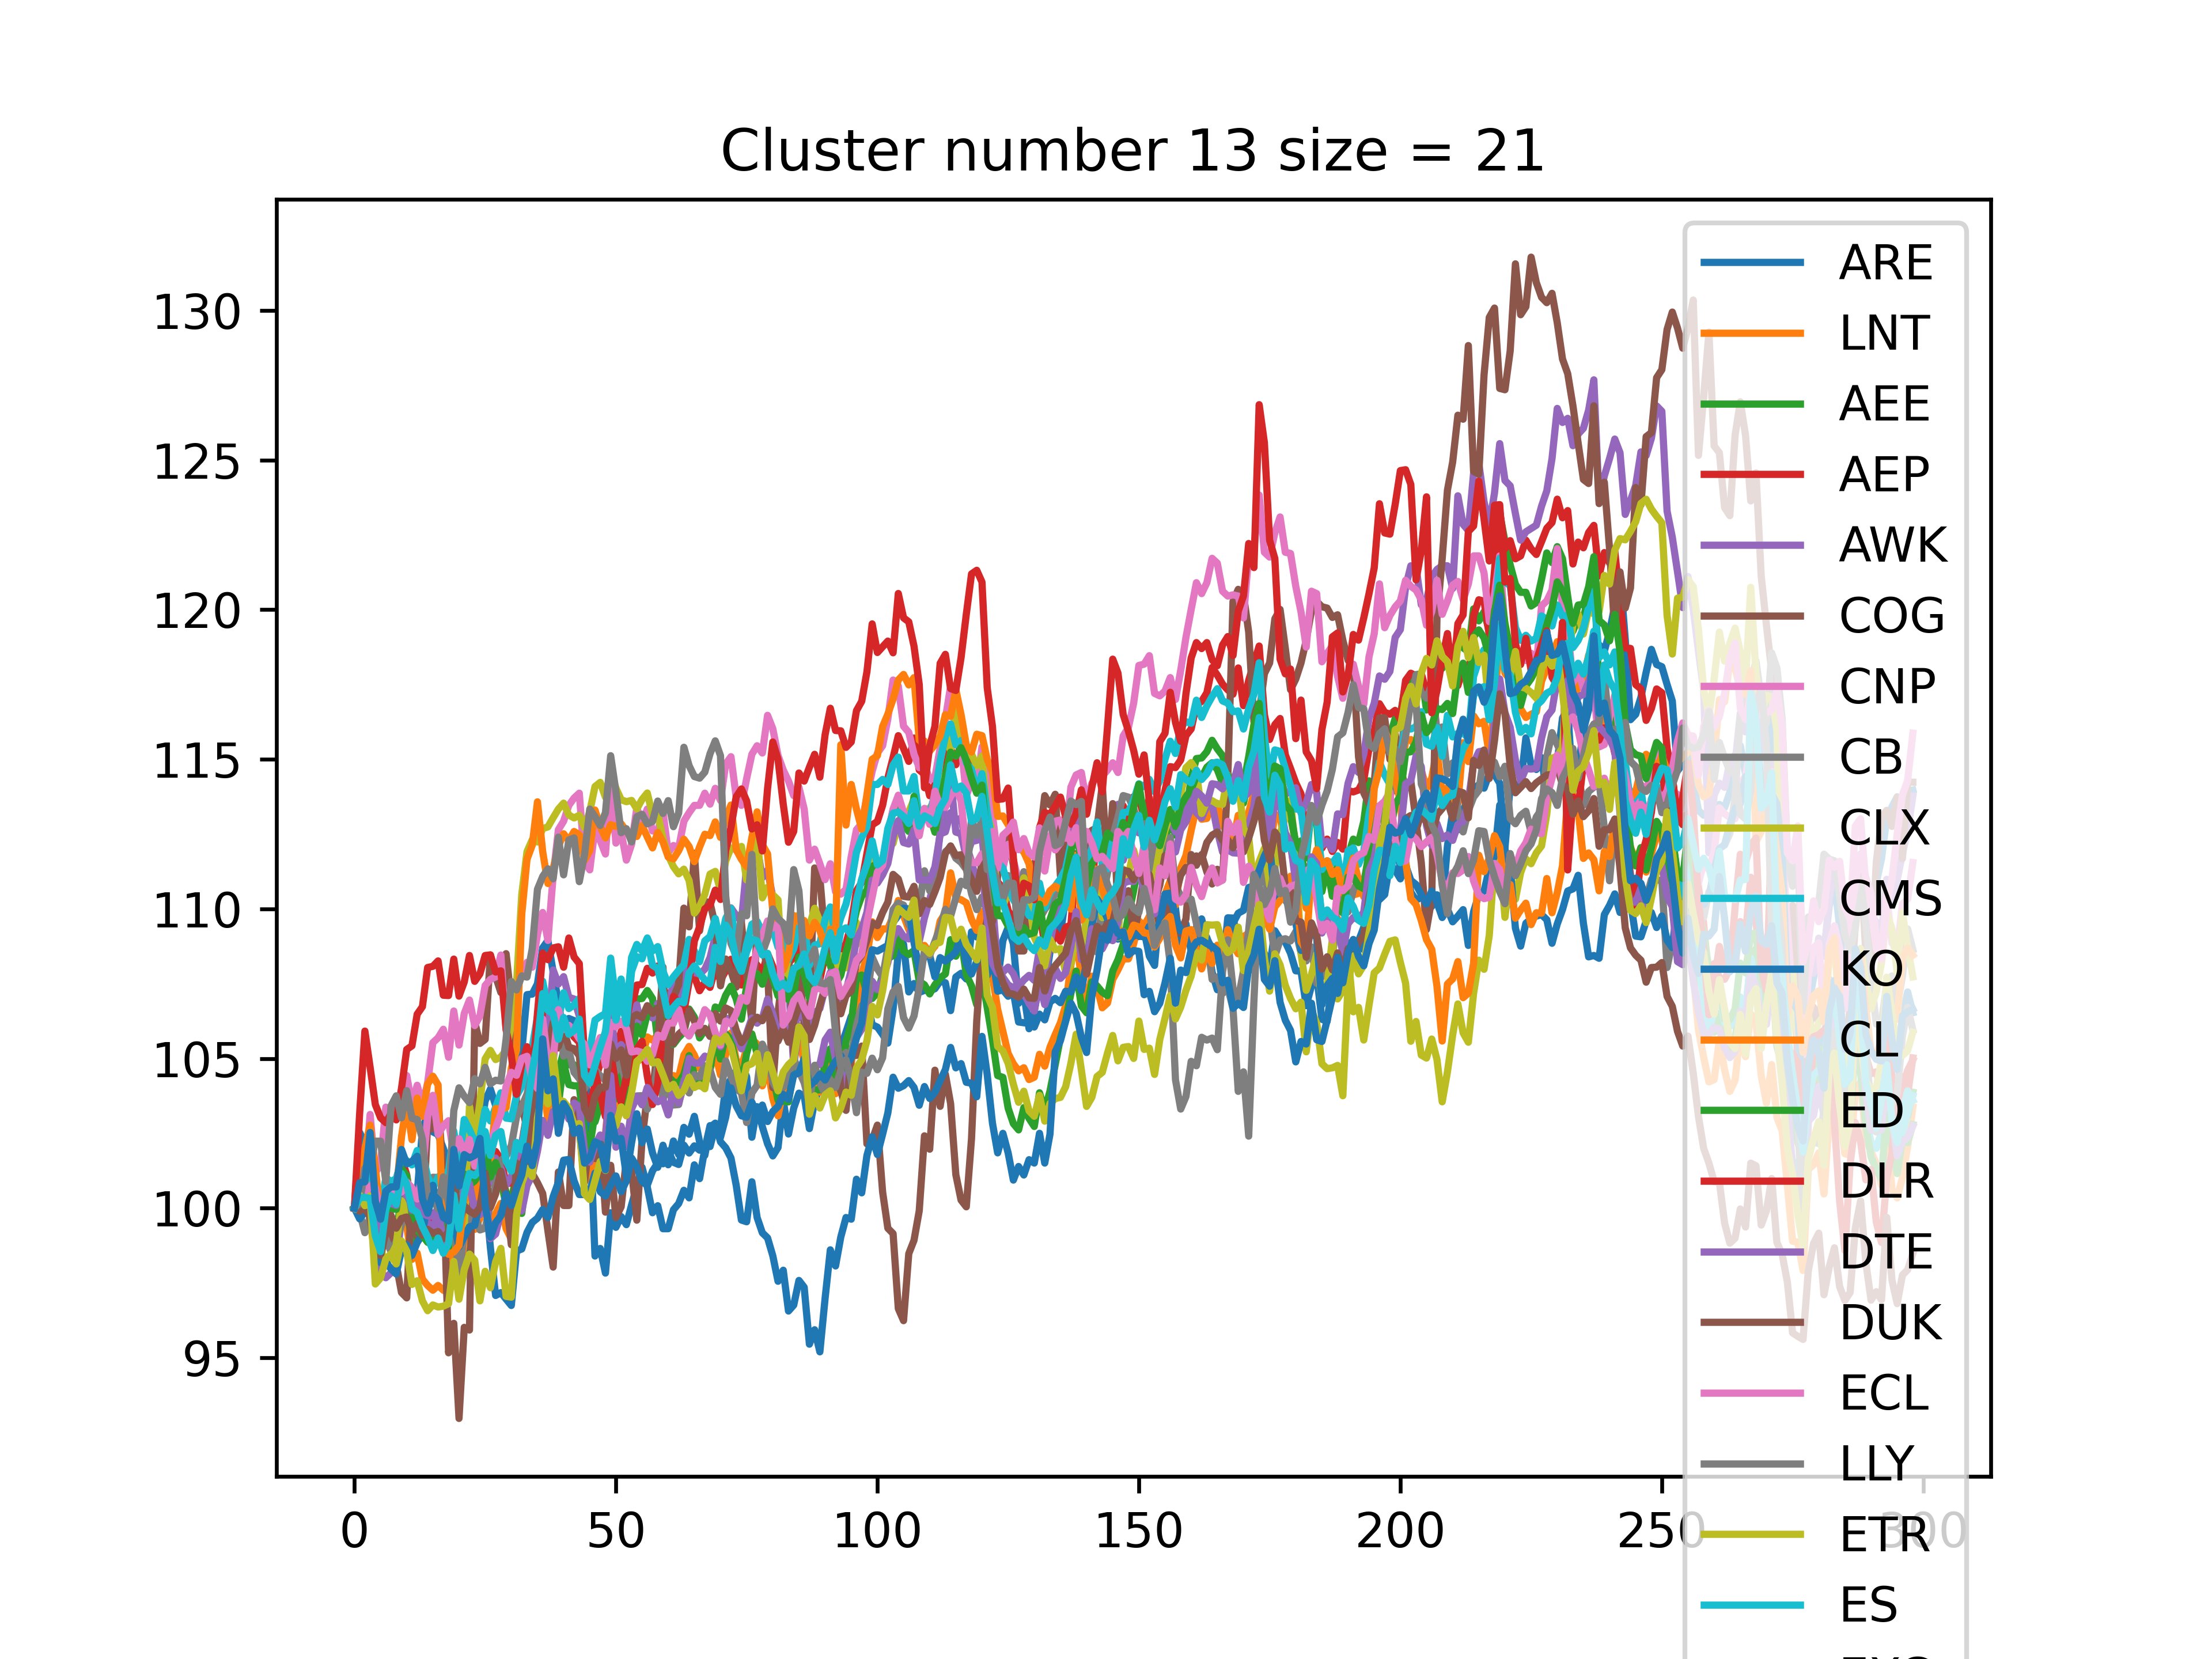 Cluster number 13 size = 21
130
125
120
115
110
105
100
95
0
50
100
150
200
250
300
ARE
LNT
AEE
AEP
AWK
COG
CNP
CB
CLX
CMS
KO
CL
ED
DLR
DTE
DUK
ECL
LLY
ETR
ES